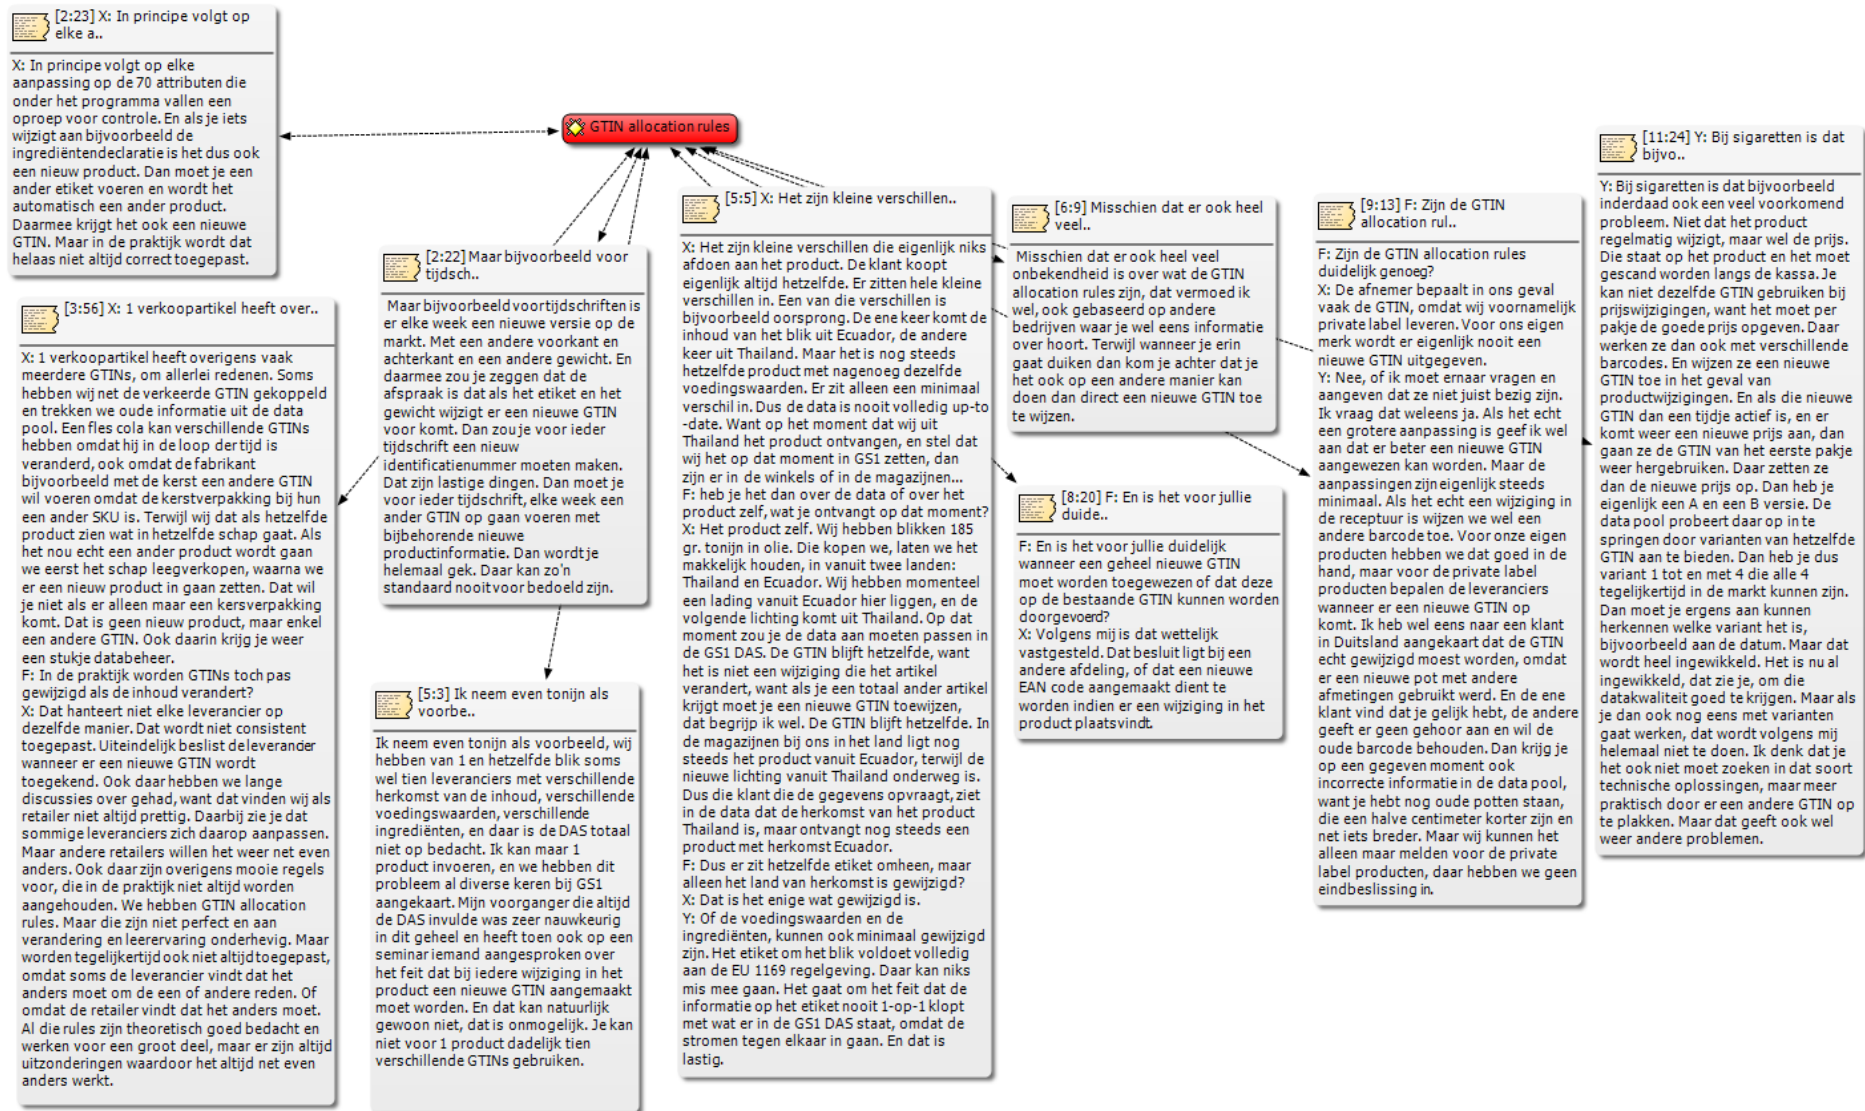 [2:23] X: In principe volgt op
elke a..
X: In principe volgt op elke
aanpassing op de 70 attributen die
onder het programma vallen een
oproep voor controle. En als je iets
wijzigt aan bijvoorbeeld de
ingrediëntendeclaratie is het dus ook
een nieuw product. Dan moet je een
ander etiket voeren en wordt het
automatisch een ander product.
Daarmee krijgt het ook een nieuwe
GTIN. Maar in de praktijk wordt dat
helaas niet altijd correct toegepast.
GTIN allocation rules
[3:56] X: 1 verkoopartikel heeft over..
X: 1 verkoopartikel heeft overigens vaak
meerdere GTINs, om allerlei redenen. Soms
hebben wij net de verkeerde GTIN gekoppeld
en trekken we oude informatie uit de data
pool. Een fles cola kan verschillende GTINs
hebben omdat hij in de loop der tijd is
veranderd, ook omdat de fabrikant
bijvoorbeeld met de kerst een andere GTIN
wil voeren omdat de kerstverpakking bij hun
een ander SKU is. Terwijl wij dat als hetzelfde
product zien wat in hetzelfde schap gaat. Als
het nou echt een ander product wordt gaan
we eerst het schap leegverkopen, waarna we
er een nieuw product in gaan zetten. Dat wil
je niet als er alleen maar een kersverpakking
komt. Dat is geen nieuw product, maar enkel
een andere GTIN. Ook daarin krijg je weer
een stukje databeheer.
F: In de praktijk worden GTINs toch pas
gewijzigd als de inhoud verandert?
X: Dat hanteert niet elke leverancier op
dezelfde manier. Dat wordt niet consistent
toegepast. Uiteindelijk beslist de leverancier
wanneer er een nieuwe GTIN wordt
toegekend. Ook daar hebben we lange
discussies over gehad, want dat vinden wij als
retailer niet altijd prettig. Daarbij zie je dat
sommige leveranciers zich daarop aanpassen.
Maar andere retailers willen het weer net even
anders. Ook daar zijn overigens mooie regels
voor, die in de praktijk niet altijd worden
aangehouden. We hebben GTIN allocation
rules. Maar die zijn niet perfect en aan
verandering en leerervaring onderhevig. Maar
worden tegelijkertijd ook niet altijd toegepast,
omdat soms de leverancier vindt dat het
anders moet om de een of andere reden. Of
omdat de retailer vindt dat het anders moet.
Al die rules zijn theoretisch goed bedacht en
werken voor een groot deel, maar er zijn altijd
uitzonderingen waardoor het altijd net even
anders werkt.
[2:22] Maar bijvoorbeeld voor
tijdsch..
Maar bijvoorbeeld voor tijdschriften is
er elke week een nieuwe versie op de
markt. Met een andere voorkant en
achterkant en een andere gewicht. En
daarmee zou je zeggen dat de
afspraak is dat als het etiket en het
gewicht wijzigt er een nieuwe GTIN
voor komt. Dan zou je voor ieder
tijdschrift een nieuw
identificatienummer moeten maken.
Dat zijn lastige dingen. Dan moet je
voor ieder tijdschrift, elke week een
ander GTIN op gaan voeren met
bijbehorende nieuwe
productinformatie. Dan wordt je
helemaal gek. Daar kan zo'n
standaard nooit voor bedoeld zijn.
[5:3] Ik neem even tonijn als
voorbe..
Ik neem even tonijn als voorbeeld, wij
hebben van 1 en hetzelfde blik soms
wel tien leveranciers met verschillende
herkomst van de inhoud, verschillende
voedingswaarden, verschillende
ingrediënten, en daar is de DAS totaal
niet op bedacht. Ik kan maar 1
product invoeren, en we hebben dit
probleem al diverse keren bij GS1
aangekaart. Mijn voorganger die altijd
de DAS invulde was zeer nauwkeurig
in dit geheel en heeft toen ook op een
seminar iemand aangesproken over
het feit dat bij iedere wijziging in het
product een nieuwe GTIN aangemaakt
moet worden. En dat kan natuurlijk
gewoon niet, dat is onmogelijk. Je kan
niet voor 1 product dadelijk tien
verschillende GTINs gebruiken.
[5:5] X: Het zijn kleine verschillen..
X: Het zijn kleine verschillen die eigenlijk niks
afdoen aan het product. De klant koopt
eigenlijk altijd hetzelfde. Er zitten hele kleine
verschillen in. Een van die verschillen is
bijvoorbeeld oorsprong. De ene keer komt de
inhoud van het blik uit Ecuador, de andere
keer uit Thailand. Maar het is nog steeds
hetzelfde product met nagenoeg dezelfde
voedingswaarden. Er zit alleen een minimaal
verschil in. Dus de data is nooit volledig up-to
-date. Want op het moment dat wij uit
Thailand het product ontvangen, en stel dat
wij het op dat moment in GS1 zetten, dan
zijn er in de winkels of in de magazijnen...
F: heb je het dan over de data of over het
product zelf, wat je ontvangt op dat moment?
X: Het product zelf. Wij hebben blikken 185
gr. tonijn in olie. Die kopen we, laten we het
makkelijk houden, in vanuit twee landen:
Thailand en Ecuador. Wij hebben momenteel
een lading vanuit Ecuador hier liggen, en de
volgende lichting komt uit Thailand. Op dat
moment zou je de data aan moeten passen in
de GS1 DAS. De GTIN blijft hetzelfde, want
het is niet een wijziging die het artikel
verandert, want als je een totaal ander artikel
krijgt moet je een nieuwe GTIN toewijzen,
dat begrijp ik wel. De GTIN blijft hetzelfde. In
de magazijnen bij ons in het land ligt nog
steeds het product vanuit Ecuador, terwijl de
nieuwe lichting vanuit Thailand onderweg is.
Dus die klant die de gegevens opvraagt, ziet
in de data dat de herkomst van het product
Thailand is, maar ontvangt nog steeds een
product met herkomst Ecuador.
F: Dus er zit hetzelfde etiket omheen, maar
alleen het land van herkomst is gewijzigd?
X: Dat is het enige wat gewijzigd is.
Y: Of de voedingswaarden en de
ingrediënten, kunnen ook minimaal gewijzigd
zijn. Het etiket om het blik voldoet volledig
aan de EU 1169 regelgeving. Daar kan niks
mis mee gaan. Het gaat om het feit dat de
informatie op het etiket nooit 1-op-1 klopt
met wat er in de GS1 DAS staat, omdat de
stromen tegen elkaar in gaan. En dat is
lastig.
[6:9] Misschien dat er ook heel
veel..
Misschien dat er ook heel veel
onbekendheid is over wat de GTIN
allocation rules zijn, dat vermoed ik
wel, ook gebaseerd op andere
bedrijven waar je wel eens informatie
over hoort. Terwijl wanneer je erin
gaat duiken dan kom je achter dat je
het ook op een andere manier kan
doen dan direct een nieuwe GTIN toe
te wijzen.
[8:20] F: En is het voor jullie
duide..
F: En is het voor jullie duidelijk
wanneer een geheel nieuwe GTIN
moet worden toegewezen of dat deze
op de bestaande GTIN kunnen worden
doorgevoerd?
X: Volgens mij is dat wettelijk
vastgesteld. Dat besluit ligt bij een
andere afdeling, of dat een nieuwe
EAN code aangemaakt dient te
worden indien er een wijziging in het
product plaatsvindt.
[9:13] F: Zijn de GTIN
allocation rul..
F: Zijn de GTIN allocation rules
duidelijk genoeg?
X: De afnemer bepaalt in ons geval
vaak de GTIN, omdat wij voornamelijk
private label leveren. Voor ons eigen
merk wordt er eigenlijk nooit een
nieuwe GTIN uitgegeven.
Y: Nee, of ik moet ernaar vragen en
aangeven dat ze niet juist bezig zijn.
Ik vraag dat weleens ja. Als het echt
een grotere aanpassing is geef ik wel
aan dat er beter een nieuwe GTIN
aangewezen kan worden. Maar de
aanpassingen zijn eigenlijk steeds
minimaal. Als het echt een wijziging in
de receptuur is wijzen we wel een
andere barcode toe. Voor onze eigen
producten hebben we dat goed in de
hand, maar voor de private label
producten bepalen de leveranciers
wanneer er een nieuwe GTIN op
komt. Ik heb wel eens naar een klant
in Duitsland aangekaart dat de GTIN
echt gewijzigd moest worden, omdat
er een nieuwe pot met andere
afmetingen gebruikt werd. En de ene
klant vind dat je gelijk hebt, de andere
geeft er geen gehoor aan en wil de
oude barcode behouden. Dan krijg je
op een gegeven moment ook
incorrecte informatie in de data pool,
want je hebt nog oude potten staan,
die een halve centimeter korter zijn en
net iets breder. Maar wij kunnen het
alleen maar melden voor de private
label producten, daar hebben we geen
eindbeslissing in.
[11:24] Y: Bij sigaretten is dat
bijvo..
Y: Bij sigaretten is dat bijvoorbeeld
inderdaad ook een veel voorkomend
probleem. Niet dat het product
regelmatig wijzigt, maar wel de prijs.
Die staat op het product en het moet
gescand worden langs de kassa. Je
kan niet dezelfde GTIN gebruiken bij
prijswijzigingen, want het moet per
pakje de goede prijs opgeven. Daar
werken ze dan ook met verschillende
barcodes. En wijzen ze een nieuwe
GTIN toe in het geval van
productwijzigingen. En als die nieuwe
GTIN dan een tijdje actief is, en er
komt weer een nieuwe prijs aan, dan
gaan ze de GTIN van het eerste pakje
weer hergebruiken. Daar zetten ze
dan de nieuwe prijs op. Dan heb je
eigenlijk een A en een B versie. De
data pool probeert daar op in te
springen door varianten van hetzelfde
GTIN aan te bieden. Dan heb je dus
variant 1 tot en met 4 die alle 4
tegelijkertijd in de markt kunnen zijn.
Dan moet je ergens aan kunnen
herkennen welke variant het is,
bijvoorbeeld aan de datum. Maar dat
wordt heel ingewikkeld. Het is nu al
ingewikkeld, dat zie je, om die
datakwaliteit goed te krijgen. Maar als
je dan ook nog eens met varianten
gaat werken, dat wordt volgens mij
helemaal niet te doen. Ik denk dat je
het ook niet moet zoeken in dat soort
technische oplossingen, maar meer
praktisch door er een andere GTIN op
te plakken. Maar dat geeft ook wel
weer andere problemen.